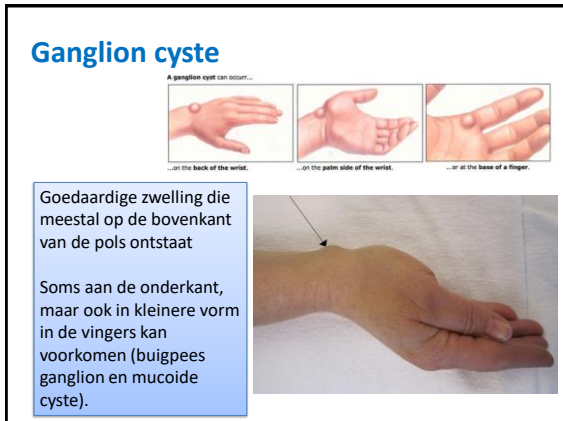 Ganglion cyste
A ganglion cyst can occur...
...on the back of the wrist.
...on the palm side of the wrist.
...or at the base of a finger.
Goedaardige zwelling die
meestal op de bovenkant
van de pols ontstaat
Soms aan de onderkant,
maar ook in kleinere vorm
in de vingers kan
voorkomen (buigpees
ganglion en mucoide
cyste).